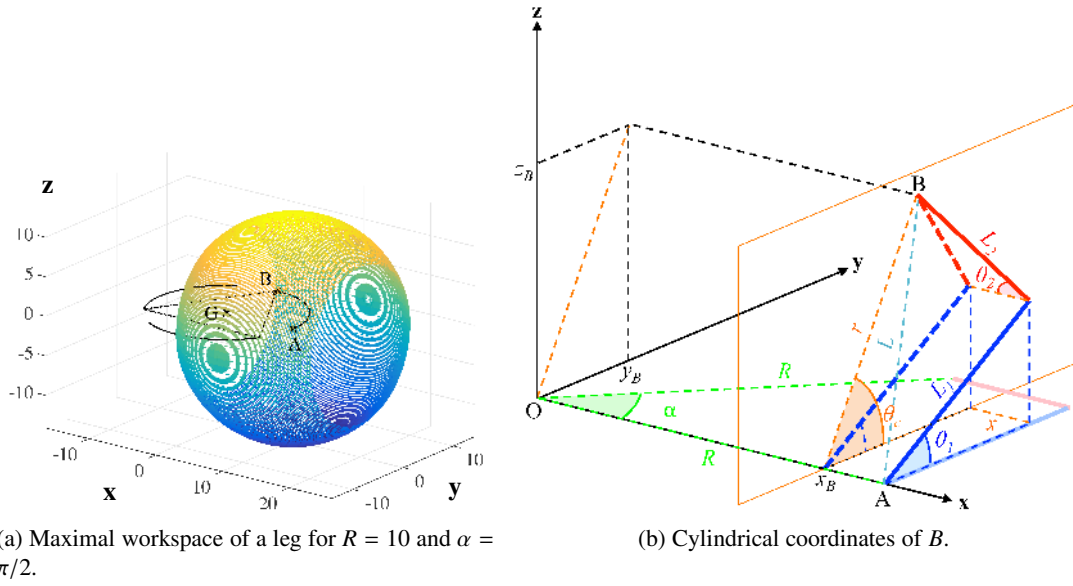 z
10
5
0
-5
-10
B
G
A
-10
0
10
20
x
-10
0
10
y
(a) Maximal workspace of a leg for R = 10 and α =
π/2.
z
z_B
B
L_2
θ_2
y
r
L
y_B
R
O
α
L_1
θ_c
x
θ_1
R
x_B
A
x
(b) Cylindrical coordinates of B.